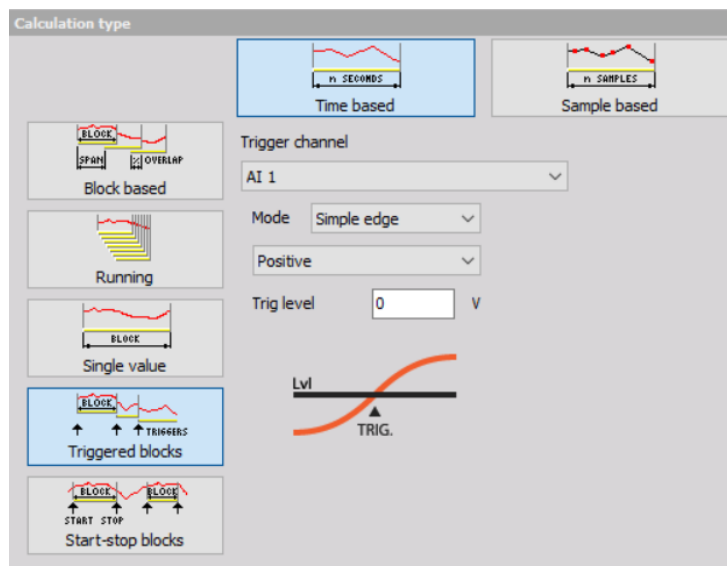 Calculation type
n SECONDS
Time based
n SAMPLES
Sample based
BLOCK
SPAN
% OVERLAP
Block based
Running
BLOCK
Single value
BLOCK
TRIGGERS
Triggered blocks
BLOCK BLOCK
START STOP
Start-stop blocks
Trigger channel
AI 1
Mode Simple edge
Positive
Trig level 0 V
Lvl
TRIG.